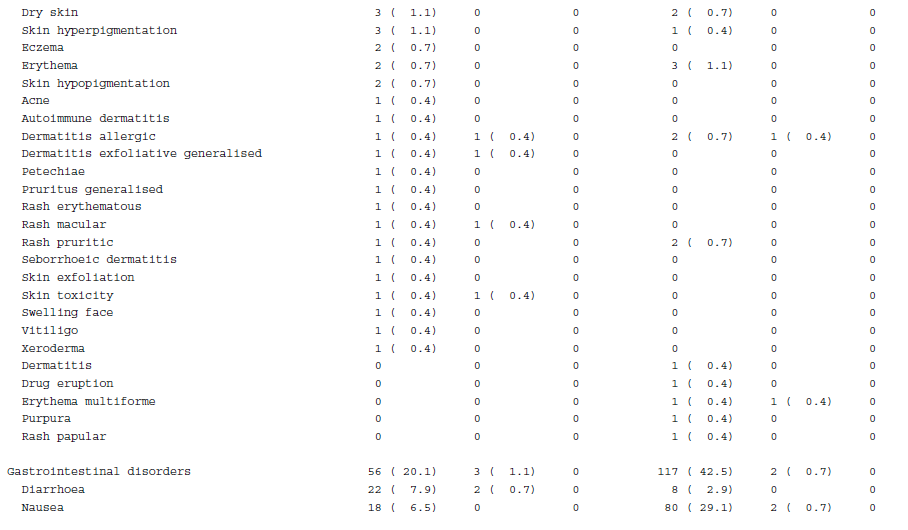 Dry skin 3 ( 1.1) 0 0 2 ( 0.7) 0 0
Skin hyperpigmentation 3 ( 1.1) 0 0 1 ( 0.4) 0 0
Eczema 2 ( 0.7) 0 0 0 0 0
Erythema 2 ( 0.7) 0 0 3 ( 1.1) 0 0
Skin hypopigmentation 2 ( 0.7) 0 0 0 0 0
Acne 1 ( 0.4) 0 0 0 0 0
Autoimmune dermatitis 1 ( 0.4) 0 0 0 0 0
Dermatitis allergic 1 ( 0.4) 1 ( 0.4) 0 2 ( 0.7) 1 ( 0.4) 0
Dermatitis exfoliative generalised 1 ( 0.4) 1 ( 0.4) 0 0 0 0
Petechiae 1 ( 0.4) 0 0 0 0 0
Pruritus generalised 1 ( 0.4) 0 0 0 0 0
Rash erythematous 1 ( 0.4) 0 0 0 0 0
Rash macular 1 ( 0.4) 1 ( 0.4) 0 0 0 0
Rash pruritic 1 ( 0.4) 0 0 2 ( 0.7) 0 0
Seborrhoeic dermatitis 1 ( 0.4) 0 0 0 0 0
Skin exfoliation 1 ( 0.4) 0 0 0 0 0
Skin toxicity 1 ( 0.4) 1 ( 0.4) 0 0 0 0
Swelling face 1 ( 0.4) 0 0 0 0 0
Vitiligo 1 ( 0.4) 0 0 0 0 0
Xeroderma 1 ( 0.4) 0 0 0 0 0
Dermatitis 0 0 0 1 ( 0.4) 0 0
Drug eruption 0 0 0 1 ( 0.4) 0 0
Erythema multiforme 0 0 0 1 ( 0.4) 1 ( 0.4) 0
Purpura 0 0 0 1 ( 0.4) 0 0
Rash papular 0 0 0 1 ( 0.4) 0 0
Gastrointestinal disorders 56 ( 20.1) 3 ( 1.1) 0 117 ( 42.5) 2 ( 0.7) 0
Diarrhoea 22 ( 7.9) 2 ( 0.7) 0 8 ( 2.9) 0 0
Nausea 18 ( 6.5) 0 0 80 ( 29.1) 2 ( 0.7) 0